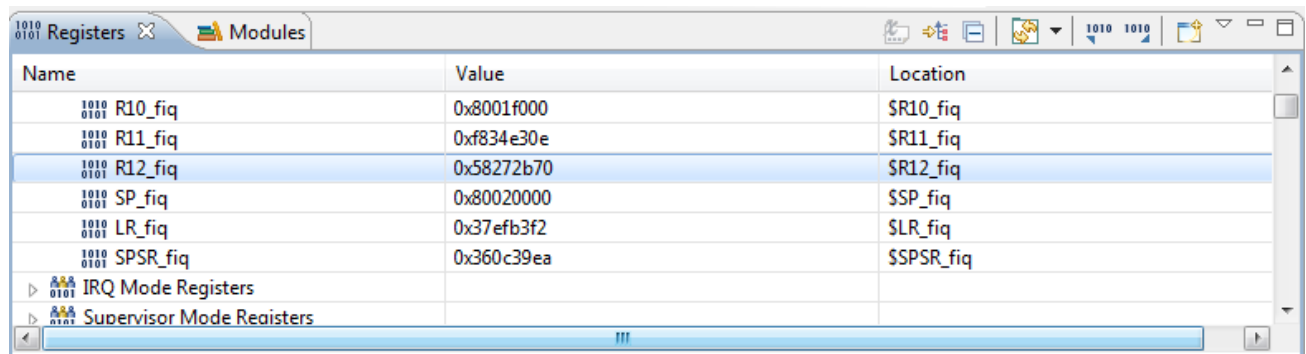 Registers Modules
Name Value Location
R10_fiq 0x8001f000 $R10_fiq
R11_fiq 0xf834e30e $R11_fiq
R12_fiq 0x58272b70 $R12_fiq
SP_fiq 0x80020000 $SP_fiq
LR_fiq 0x37efb3f2 $LR_fiq
SPSR_fiq 0x360c39ea $SPSR_fiq
IRQ Mode Registers
Supervisor Mode Registers